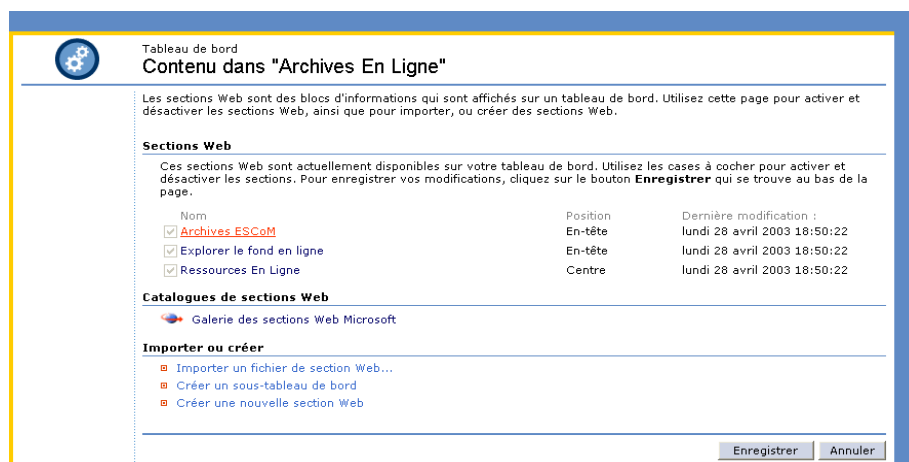 Tableau de bord
Contenu dans "Archives En Ligne"
Les sections Web sont des blocs d'informations qui sont affichés sur un tableau de bord. Utilisez cette page pour activer et
désactiver les sections Web, ainsi que pour importer, ou créer des sections Web.
Sections Web
Ces sections Web sont actuellement disponibles sur votre tableau de bord. Utilisez les cases à cocher pour activer et
désactiver les sections. Pour enregistrer vos modifications, cliquez sur le bouton Enregistrer qui se trouve au bas de la
page.
Nom Position Dernière modification :
Archives ESCoM En-tête lundi 28 avril 2003 18:50:22
Explorer le fond en ligne En-tête lundi 28 avril 2003 18:50:22
Ressources En Ligne Centre lundi 28 avril 2003 18:50:22
Catalogues de sections Web
Galerie des sections Web Microsoft
Importer ou créer
Importer un fichier de section Web...
Créer un sous-tableau de bord
Créer une nouvelle section Web
Enregistrer Annuler